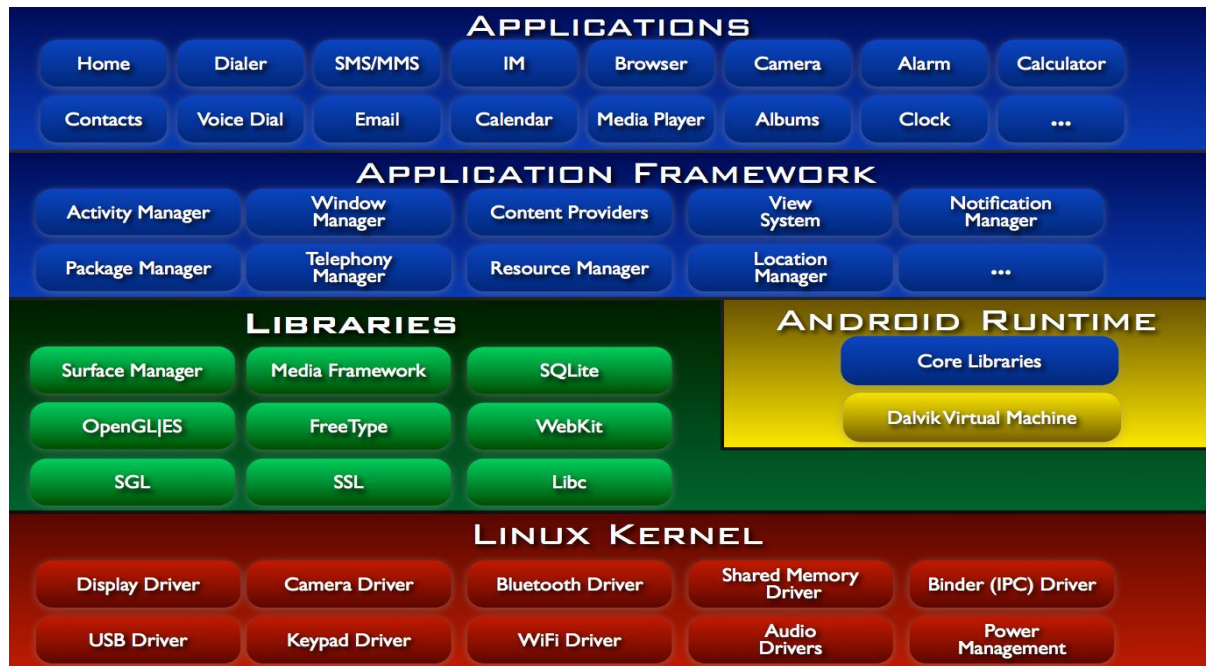 APPLICATIONS
Home Dialer SMS/MMS IM Browser Camera Alarm Calculator
Contacts Voice Dial Email Calendar Media Player Albums Clock ...
APPLICATION FRAMEWORK
Activity Manager Window Manager Content Providers View System Notification Manager
Package Manager Telephony Manager Resource Manager Location Manager ...
LIBRARIES
Surface Manager Media Framework SQLite
OpenGL|ES FreeType WebKit
SGL SSL Libc
ANDROID RUNTIME
Core Libraries
Dalvik Virtual Machine
LINUX KERNEL
Display Driver Camera Driver Bluetooth Driver Shared Memory Driver Binder (IPC) Driver
USB Driver Keypad Driver WiFi Driver Audio Drivers Power Management